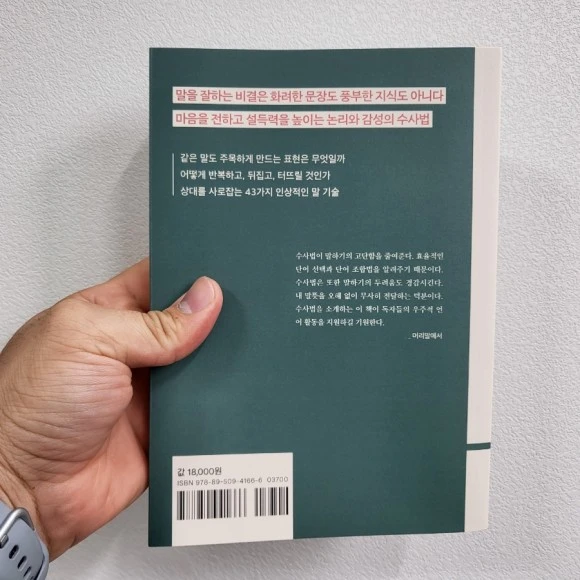 말을 잘하는 비결은 화려한 문장도 풍부한 지식도 아니다
마음을 전하고 설득력을 높이는 논리와 감성의 수사법
같은 말도 주목하게 만드는 표현은 무엇일까
어떻게 반복하고, 뒤집고, 터뜨릴 것인가
상대를 사로잡는 43가지 인상적인 말 기술
수사법이 말하기의 고단함을 줄여준다. 효율적인
단어 선택과 단어 조합법을 알려주기 때문이다.
수사법은 또한 말하기의 두려움도 경감시킨다.
내 말뜻을 오해 없이 무사히 전달하는 덕분이다.
수사법을 소개하는 이 책이 독자들의 우주적 언
어 활동을 지원하길 기원한다.
_ 머리말에서
값 18,000원
ISBN 978-89-509-4166-6 03700